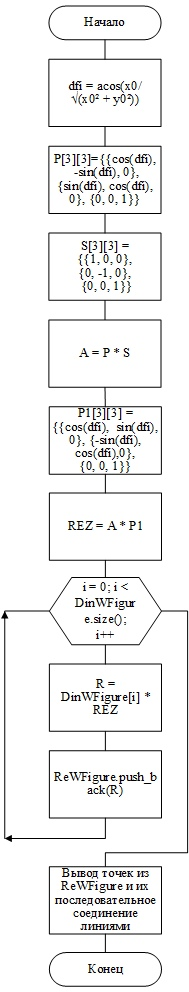 Начало
dfi = acos(x0/
√(x0² + y0²))
P[3][3]={{cos(dfi),
-sin(dfi), 0},
{sin(dfi), cos(dfi),
0}, {0, 0, 1}}
S[3][3] =
{{1, 0, 0},
{0, -1, 0},
{0, 0, 1}}
A = P * S
P1[3][3] =
{{cos(dfi), sin(dfi),
0}, {-sin(dfi),
cos(dfi),0},
{0, 0, 1}}
REZ = A * P1
i = 0; i <
DinWFigur
e.size();
i++
R =
DinWFigure[i] *
REZ
ReWFigure.push_b
ack(R)
Вывод точек из
ReWFigure и их
последовательное
соединение
линиями
Конец